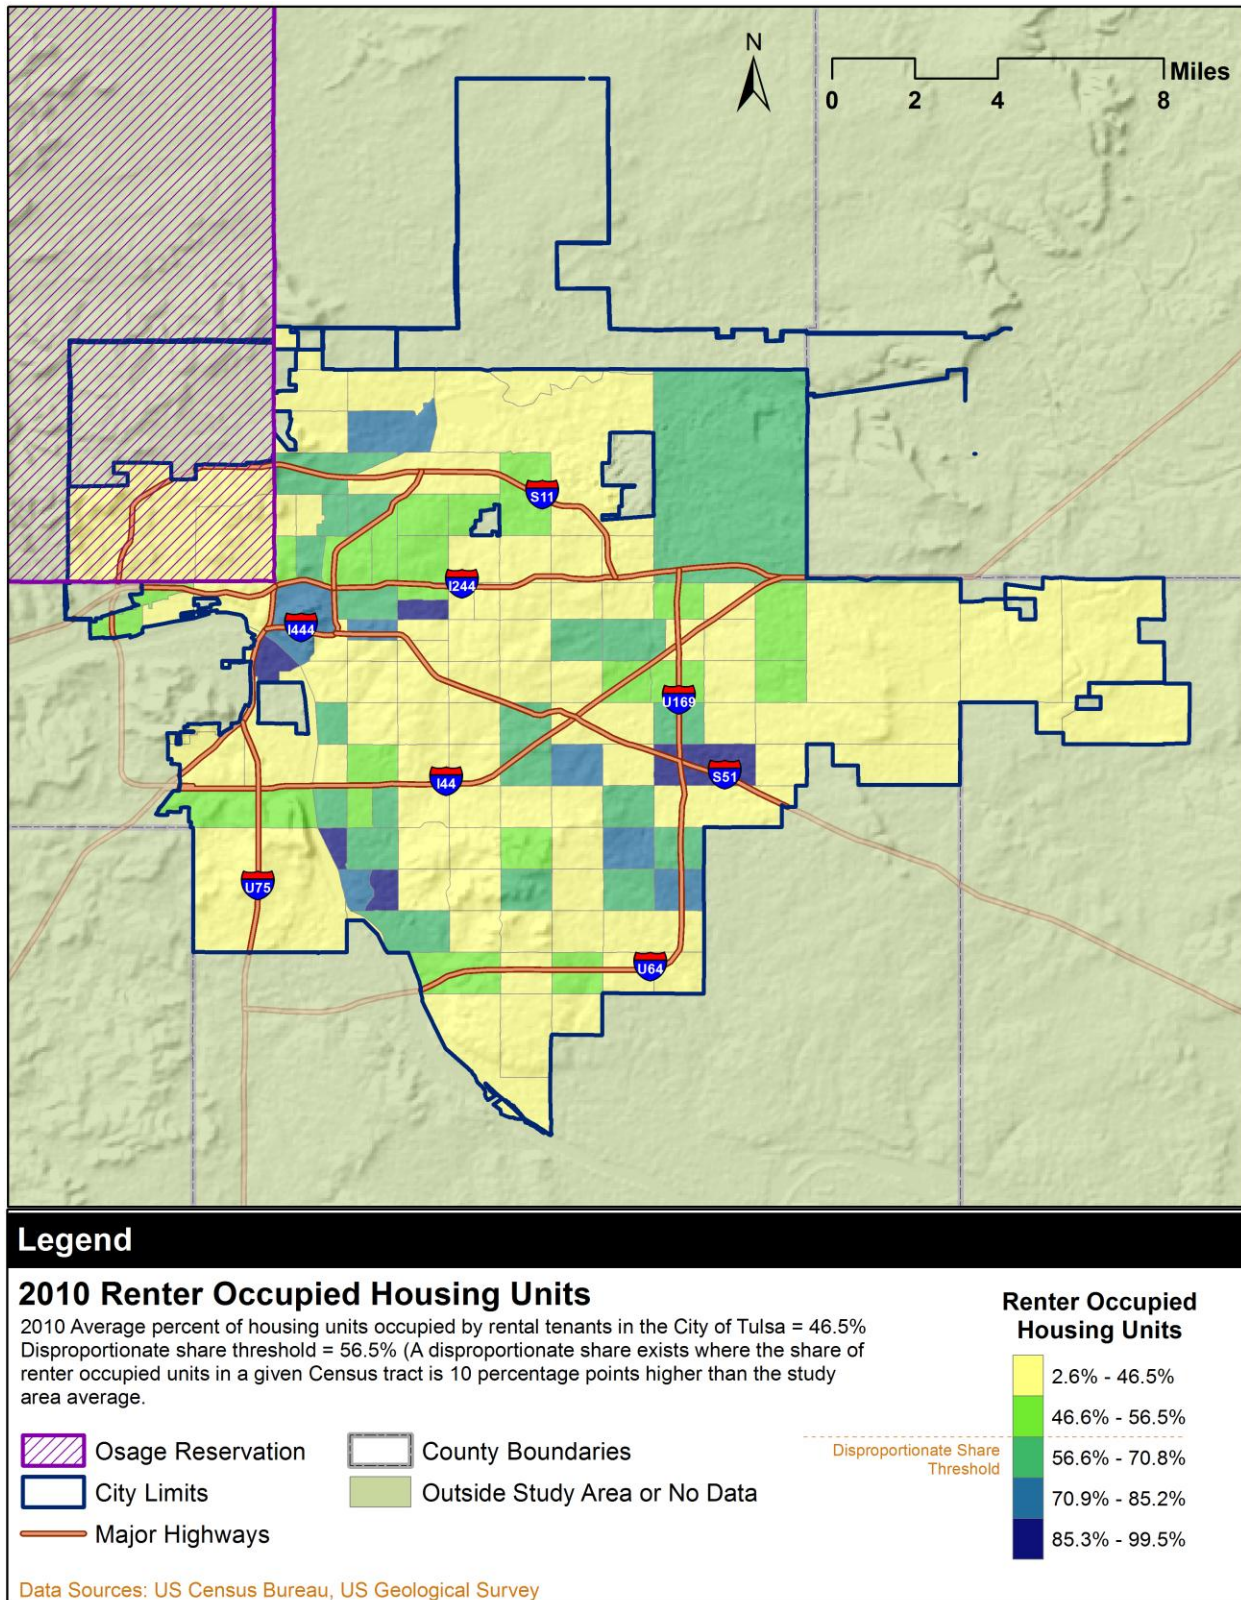 N
Miles
0 2 4 8
S11
I244
I444
U169
I44
S51
U75
U64
Legend
2010 Renter Occupied Housing Units
2010 Average percent of housing units occupied by rental tenants in the City of Tulsa = 46.5%
Disproportionate share threshold = 56.5% (A disproportionate share exists where the share of
renter occupied units in a given Census tract is 10 percentage points higher than the study
area average.
Osage Reservation
City Limits
Major Highways
County Boundaries
Outside Study Area or No Data
Renter Occupied
Housing Units
2.6% - 46.5%
46.6% - 56.5%
Disproportionate Share
Threshold
56.6% - 70.8%
70.9% - 85.2%
85.3% - 99.5%
Data Sources: US Census Bureau, US Geological Survey